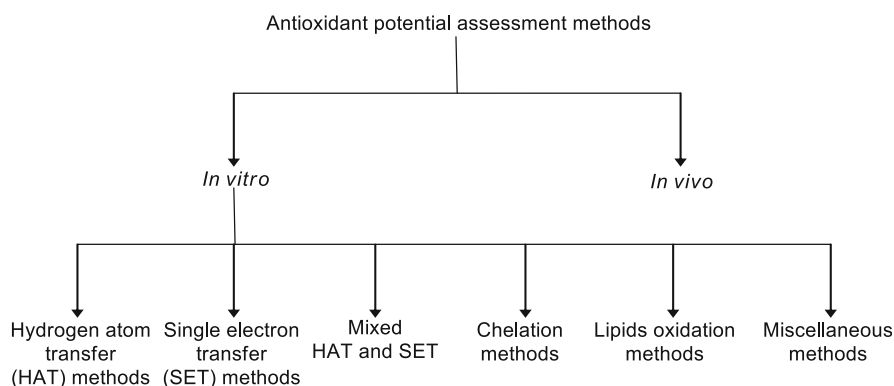 Antioxidant potential assessment methods
In vitro
In vivo
Hydrogen atom
transfer
(HAT) methods
Single electron
transfer
(SET) methods
Mixed
HAT and SET
Chelation
methods
Lipids oxidation
methods
Miscellaneous
methods